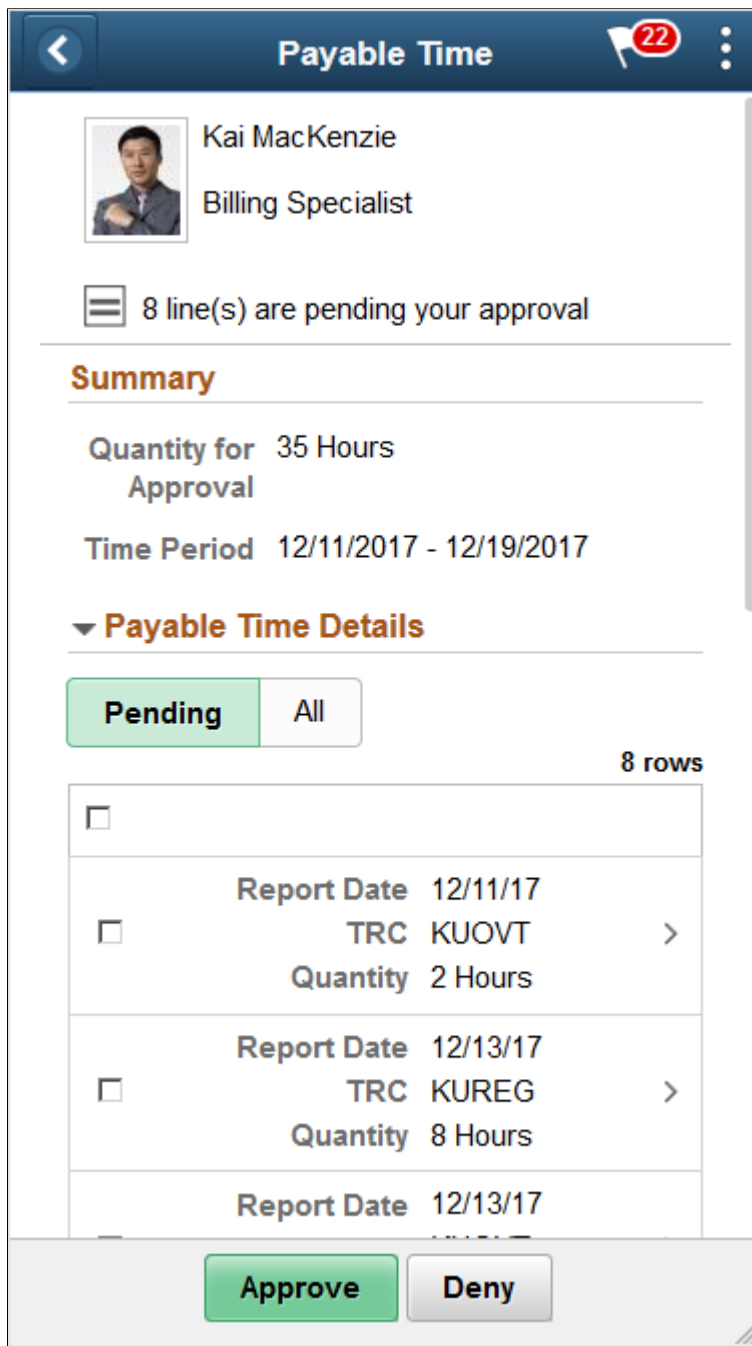 Payable Time
22
Kai MacKenzie
Billing Specialist
8 line(s) are pending your approval
Summary
Quantity for Approval 35 Hours
Time Period 12/11/2017 - 12/19/2017
Payable Time Details
Pending All
8 rows
Report Date 12/11/17
TRC KUOVT
Quantity 2 Hours
Report Date 12/13/17
TRC KUREG
Quantity 8 Hours
Report Date 12/13/17
Approve Deny